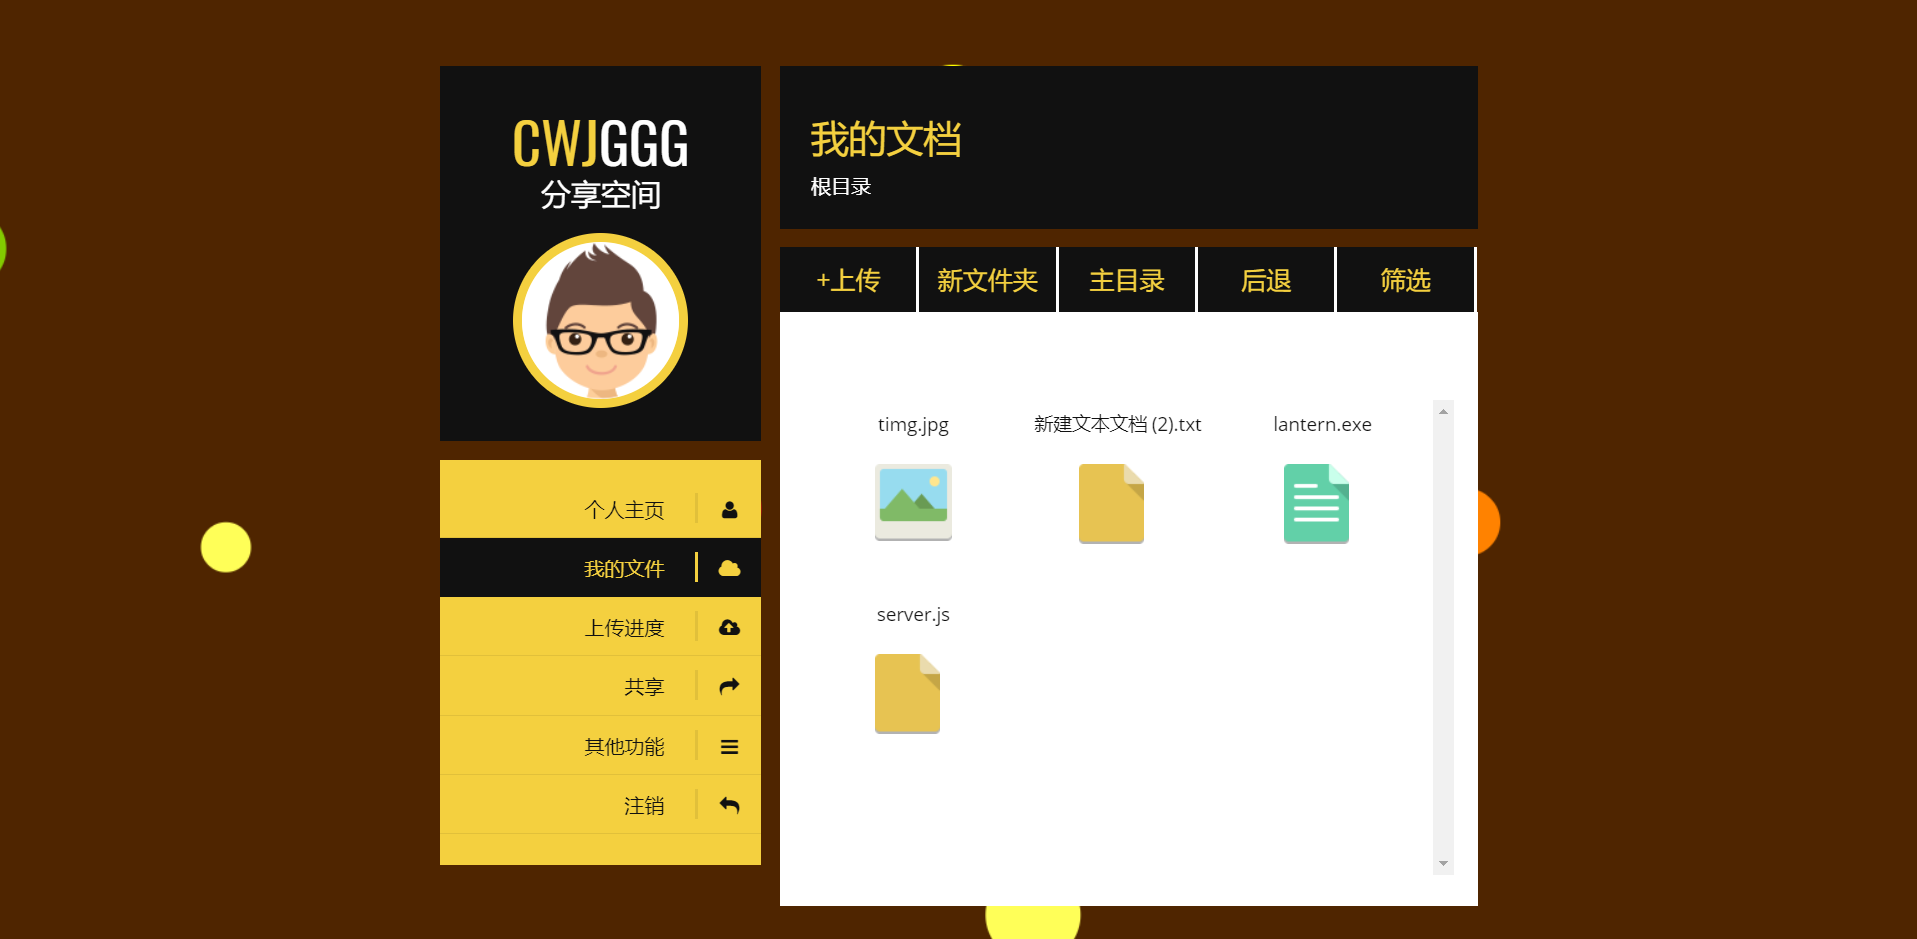 CWJGGG
分享空间
个人主页
我的文件
上传进度
共享
其他功能
注销
我的文档
根目录
+上传 新文件夹 主目录 后退 筛选
timg.jpg 新建文本文档 (2).txt lantern.exe
server.js